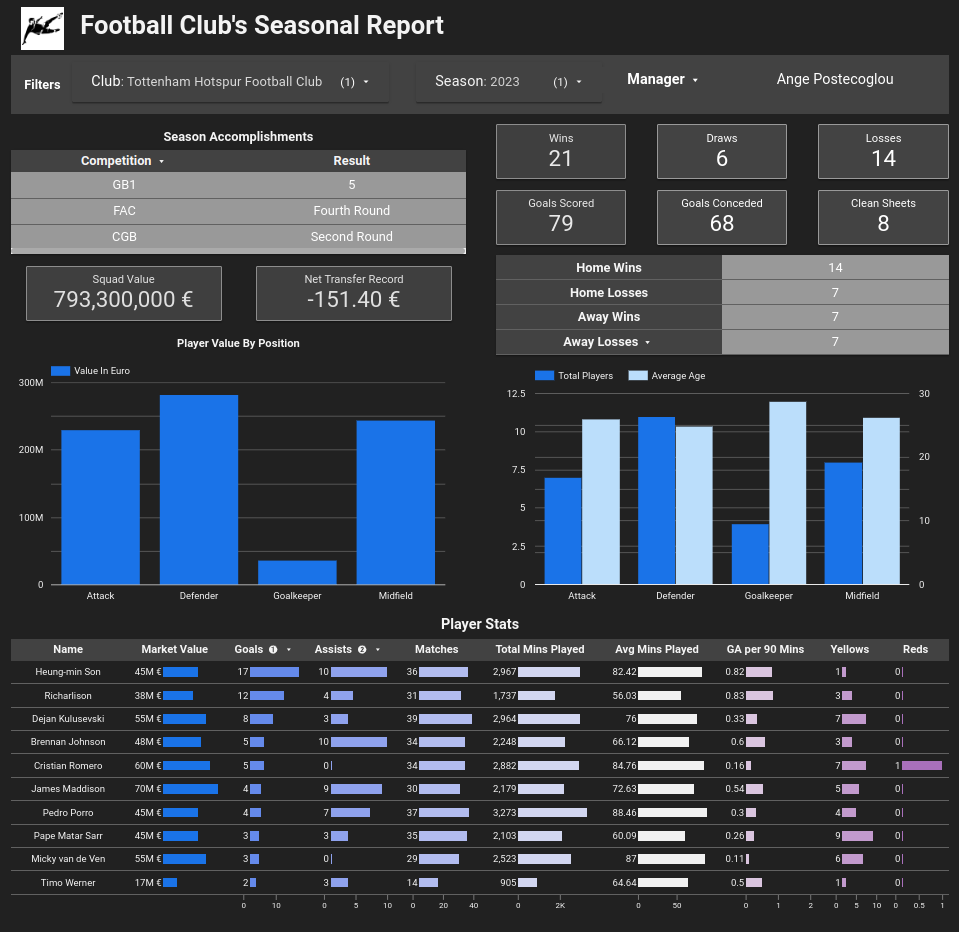 Football Club's Seasonal Report
Filters
Club: Tottenham Hotspur Football Club (1)
Season: 2023 (1)
Manager
Ange Postecoglou
Season Accomplishments
Competition Result
GB1 5
FAC Fourth Round
CGB Second Round
Wins
21
Draws
6
Losses
14
Goals Scored
79
Goals Conceded
68
Clean Sheets
8
Squad Value
793,300,000 €
Net Transfer Record
-151.40 €
Home Wins 14
Home Losses 7
Away Wins 7
Away Losses 7
Player Value By Position
Value In Euro
300M
200M
100M
0
Attack Defender Goalkeeper Midfield
Total Players Average Age
12.5 30
10
7.5 20
5 10
2.5
0 0
Attack Defender Goalkeeper Midfield
Player Stats
Name Market Value Goals 1 Assists 2 Matches Total Mins Played Avg Mins Played GA per 90 Mins Yellows Reds
Heung-min Son 45M € 17 10 36 2,967 82.42 0.82 1 0
Richarlison 38M € 12 4 31 1,737 56.03 0.83 3 0
Dejan Kulusevski 55M € 8 3 39 2,964 76 0.33 7 0
Brennan Johnson 48M € 5 10 34 2,248 66.12 0.6 3 0
Cristian Romero 60M € 5 0 34 2,882 84.76 0.16 7 1
James Maddison 70M € 4 9 30 2,179 72.63 0.54 5 0
Pedro Porro 45M € 4 7 37 3,273 88.46 0.3 4 0
Pape Matar Sarr 45M € 3 3 35 2,103 60.09 0.26 9 0
Micky van de Ven 55M € 3 0 29 2,523 87 0.11 6 0
Timo Werner 17M € 2 3 14 905 64.64 0.5 1 0
0 10 0 5 10 0 20 40 0 2K 0 50 0 1 2 0 5 10 0 0.5 1